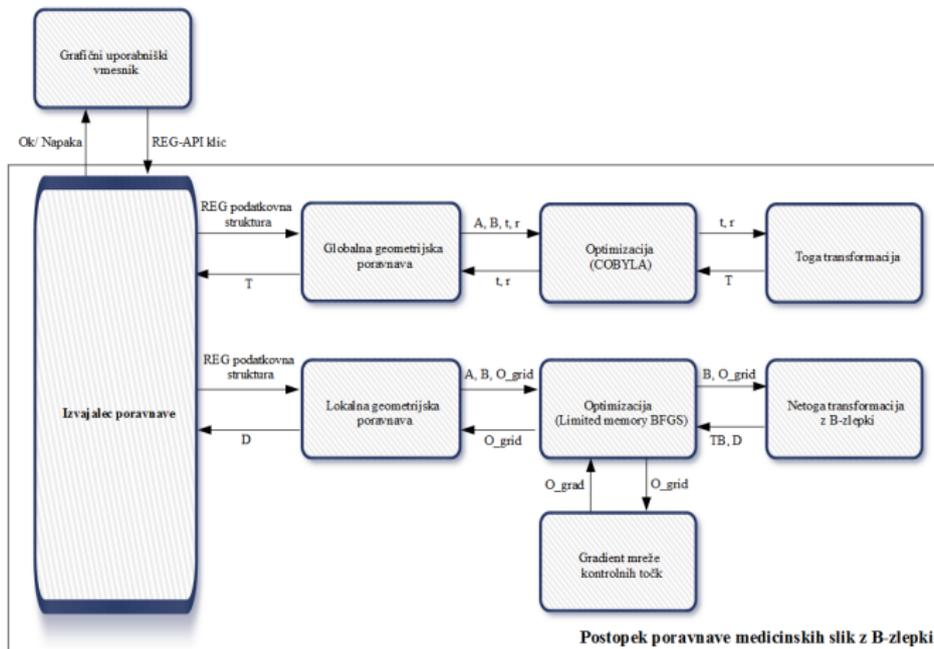 Grafični uporabniški
vmesnik
Ok/ Napaka
REG-API klic
REG podatkovna
struktura
A, B, t, r
t, r
Globalna geometrijska
poravnava
Optimizacija
(COBYLA)
Toga transformacija
T
t, r
T
REG podatkovna
struktura
A, B, O_grid
B, O_grid
Izvajalec poravnave
Lokalna geometrijska
poravnava
Optimizacija
(Limited memory BFGS)
Netoga transformacija
z B-zlepki
D
O_grid
TB, D
O_grad
O_grid
Gradient mreže
kontrolnih točk
Postopek poravnave medicinskih slik z B-zlepki